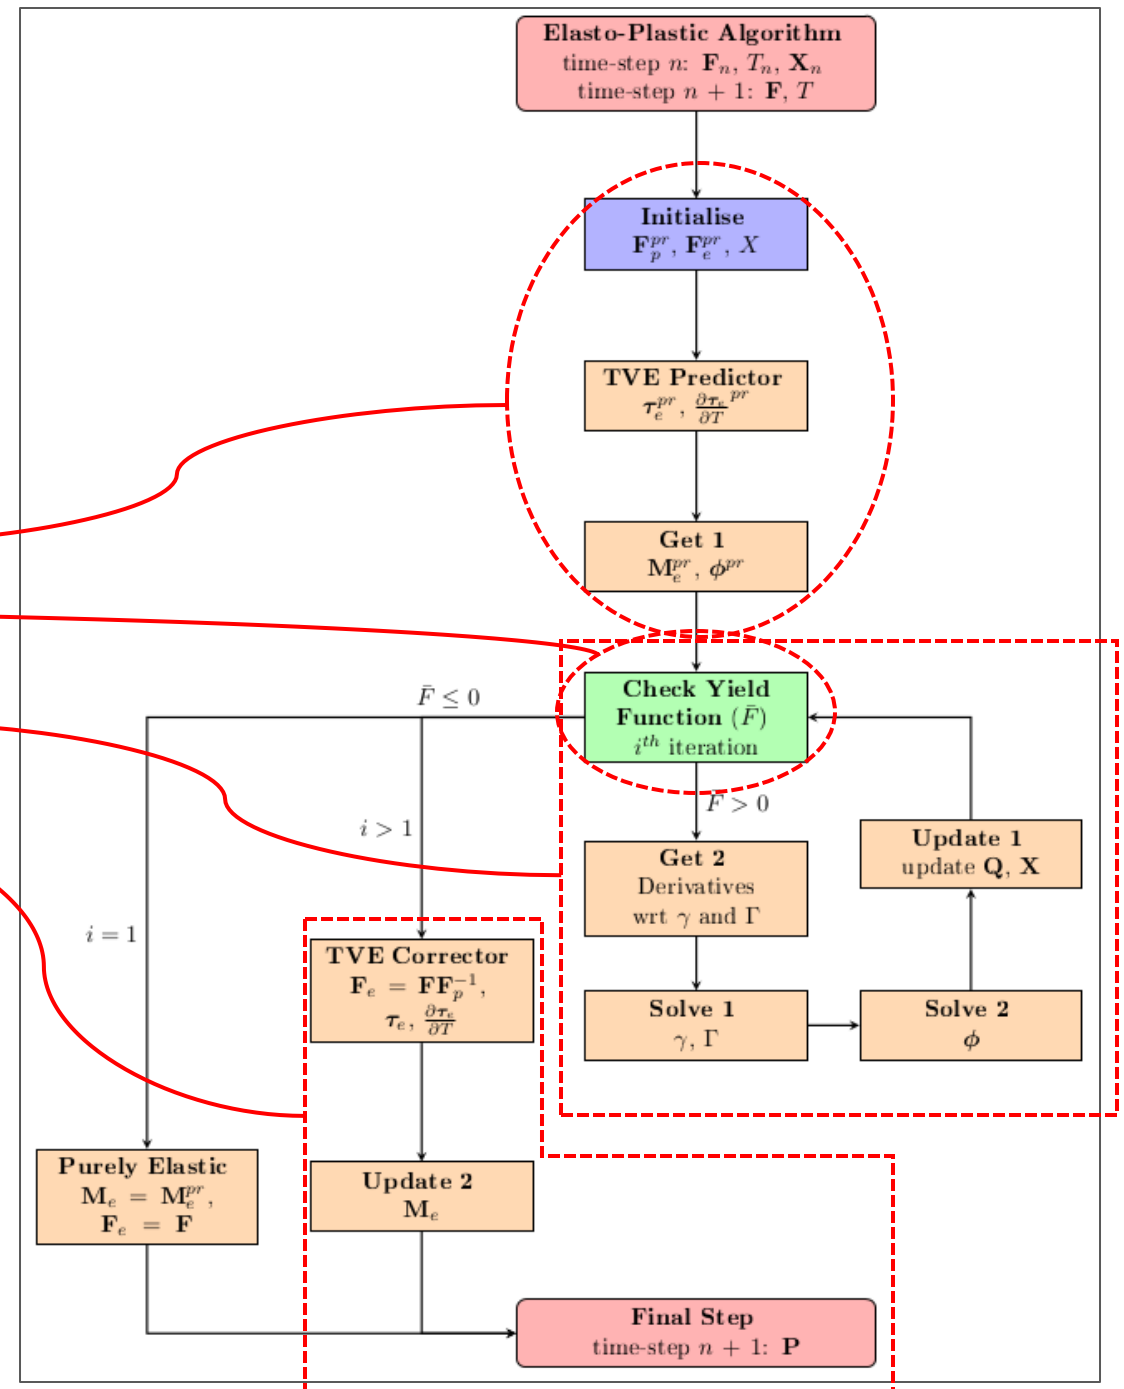 Elasto-Plastic Algorithm
time-step n: Fₙ, Tₙ, Xₙ
time-step n + 1: F, T
Initialise
Fₚᵖʳ, Fₑᵖʳ, X
TVE Predictor
τₑᵖʳ, ∂τₑ/∂T ᵖʳ
Get 1
Mₑᵖʳ, ϕᵖʳ
Check Yield
Function (F̄)
iᵗʰ iteration
F̄ ≤ 0
F̄ > 0
i > 1
i = 1
Get 2
Derivatives
wrt γ and Γ
Solve 1
γ, Γ
Solve 2
ϕ
Update 1
update Q, X
TVE Corrector
Fₑ = FFₚ⁻¹,
τₑ, ∂τₑ/∂T
Update 2
Mₑ
Purely Elastic
Mₑ = Mₑᵖʳ,
Fₑ = F
Final Step
time-step n + 1: P